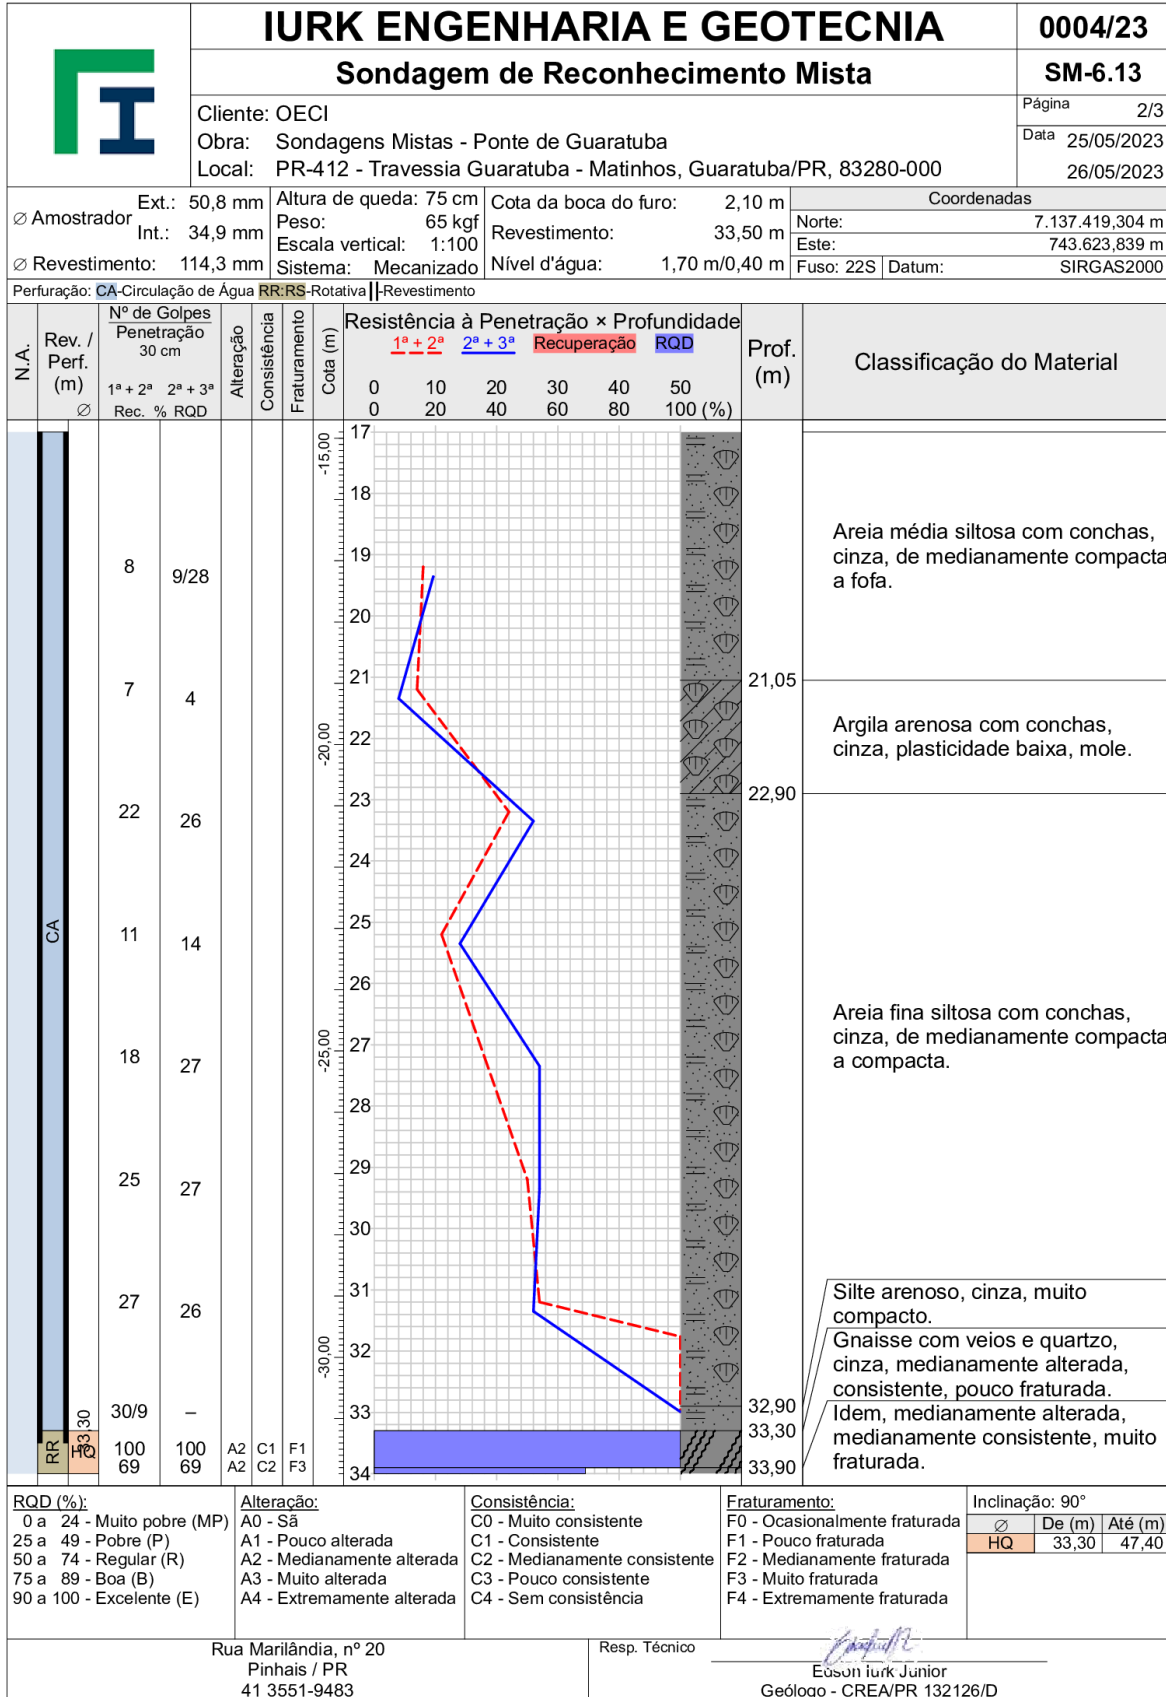 IURK ENGENHARIA E GEOTECNIA
0004/23
Sondagem de Reconhecimento Mista
SM-6.13
Cliente: OECI
Página 2/3
Obra: Sondagens Mistas - Ponte de Guaratuba
Data 25/05/2023
Local: PR-412 - Travessia Guaratuba - Matinhos, Guaratuba/PR, 83280-000
26/05/2023
∅ Amostrador Ext.: 50,8 mm
Int.: 34,9 mm
∅ Revestimento: 114,3 mm
Altura de queda: 75 cm
Peso: 65 kgf
Escala vertical: 1:100
Sistema: Mecanizado
Cota da boca do furo: 2,10 m
Revestimento: 33,50 m
Nível d'água: 1,70 m/0,40 m
Coordenadas
Norte: 7.137.419,304 m
Este: 743.623,839 m
Fuso: 22S Datum: SIRGAS2000
Perfuração: CA-Circulação de Água RR:RS-Rotativa ||-Revestimento
N.A.
Rev. /
Perf.
(m)
∅
Nº de Golpes
Penetração
30 cm
1ª + 2ª 2ª + 3ª
Rec. % RQD
Alteração
Consistência
Fraturamento
Cota (m)
Resistência à Penetração × Profundidade
1ª + 2ª 2ª + 3ª Recuperação RQD
0 10 20 30 40 50
0 20 40 60 80 100 (%)
Prof.
(m)
Classificação do Material
17
-15,00
18
19
8 9/28
20
21
7 4
22
-20,00
23
22 26
24
25
11 14
CA
26
27
-25,00
18 27
28
29
25 27
30
31
27 26
32
-30,00
33
30/9 –
33,30
RR
HQ
100 100 A2 C1 F1
69 69 A2 C2 F3
34
21,05
22,90
32,90
33,30
33,90
Areia média siltosa com conchas,
cinza, de medianamente compacta
a fofa.
Argila arenosa com conchas,
cinza, plasticidade baixa, mole.
Areia fina siltosa com conchas,
cinza, de medianamente compacta
a compacta.
Silte arenoso, cinza, muito
compacto.
Gnaisse com veios e quartzo,
cinza, medianamente alterada,
consistente, pouco fraturada.
Idem, medianamente alterada,
medianamente consistente, muito
fraturada.
RQD (%):
0 a 24 - Muito pobre (MP)
25 a 49 - Pobre (P)
50 a 74 - Regular (R)
75 a 89 - Boa (B)
90 a 100 - Excelente (E)
Alteração:
A0 - Sã
A1 - Pouco alterada
A2 - Medianamente alterada
A3 - Muito alterada
A4 - Extremamente alterada
Consistência:
C0 - Muito consistente
C1 - Consistente
C2 - Medianamente consistente
C3 - Pouco consistente
C4 - Sem consistência
Fraturamento:
F0 - Ocasionalmente fraturada
F1 - Pouco fraturada
F2 - Medianamente fraturada
F3 - Muito fraturada
F4 - Extremamente fraturada
Inclinação: 90°
∅ De (m) Até (m)
HQ 33,30 47,40
Rua Marilândia, nº 20
Pinhais / PR
41 3551-9483
Resp. Técnico
Edson Iurk Junior
Geólogo - CREA/PR 132126/D